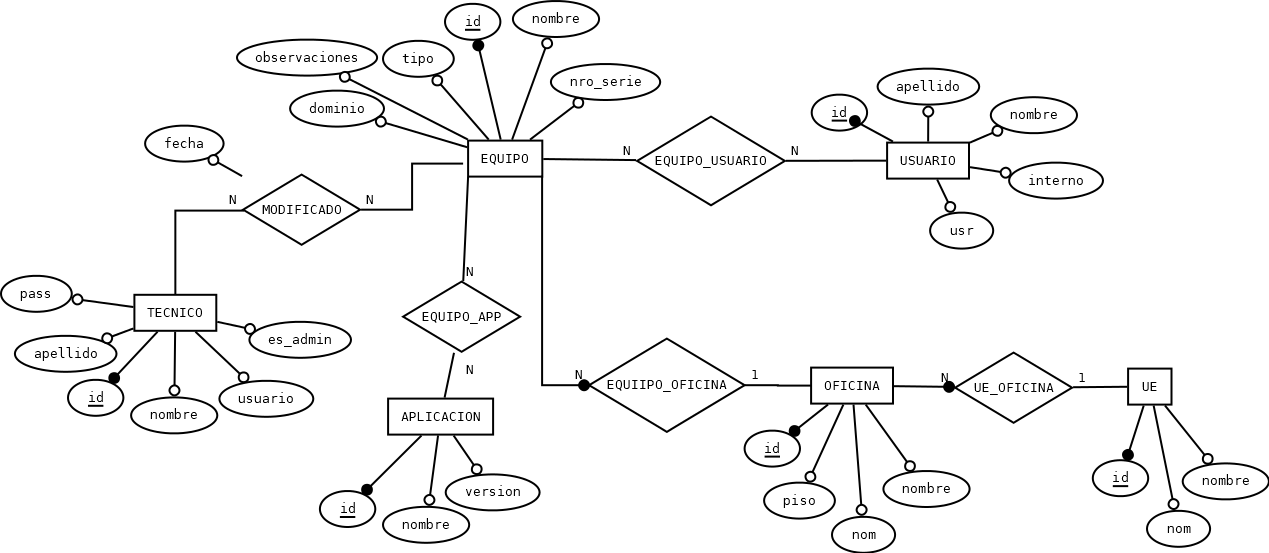 id
nombre
observaciones
tipo
nro_serie
dominio
fecha
EQUIPO
N
EQUIPO_USUARIO
N
USUARIO
id
apellido
nombre
interno
usr
N
MODIFICADO
N
pass
TECNICO
es_admin
apellido
id
nombre
usuario
N
EQUIPO_APP
N
APLICACION
id
nombre
version
N
EQUIIPO_OFICINA
1
OFICINA
N
UE_OFICINA
1
UE
id
piso
nom
nombre
id
nom
nombre